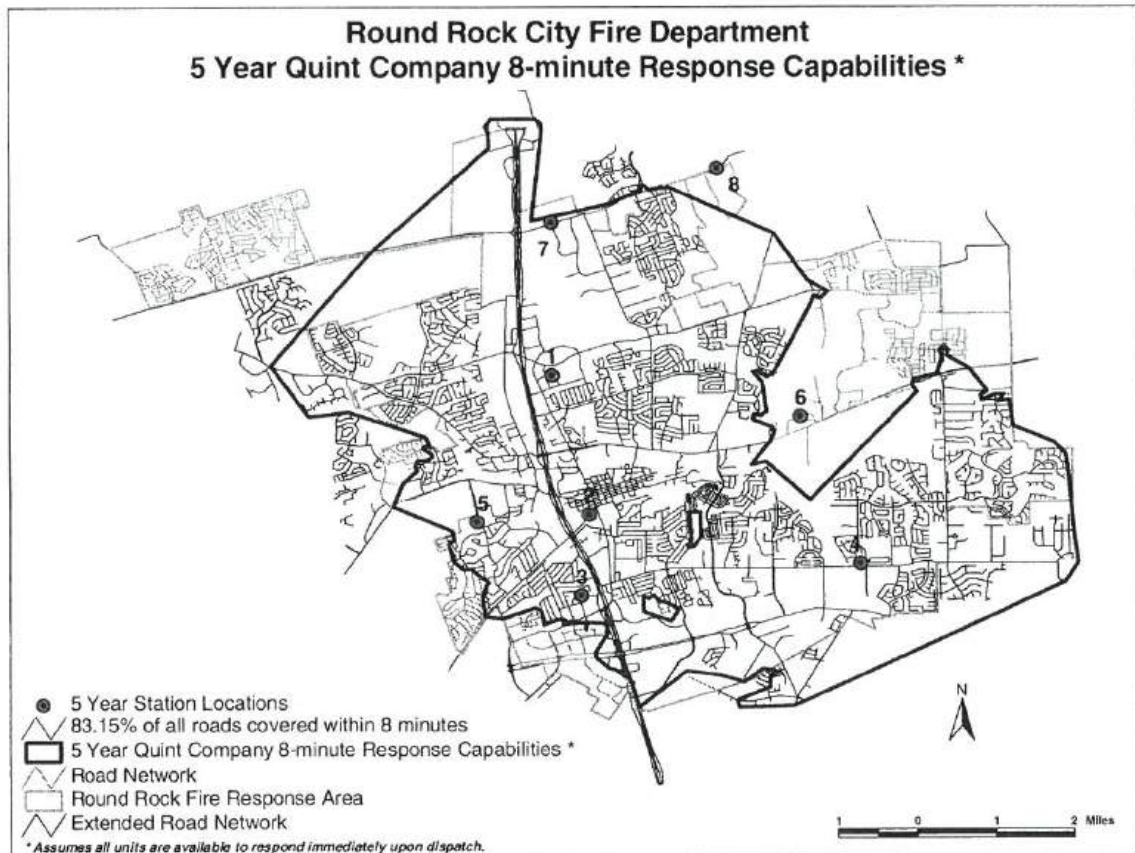 Round Rock City Fire Department
5 Year Quint Company 8-minute Response Capabilities *
8
7
1
6
5
4
3
N
5 Year Station Locations
83.15% of all roads covered within 8 minutes
5 Year Quint Company 8-minute Response Capabilities *
Road Network
Round Rock Fire Response Area
Extended Road Network
1 0 1 2 Miles
* Assumes all units are available to respond immediately upon dispatch.